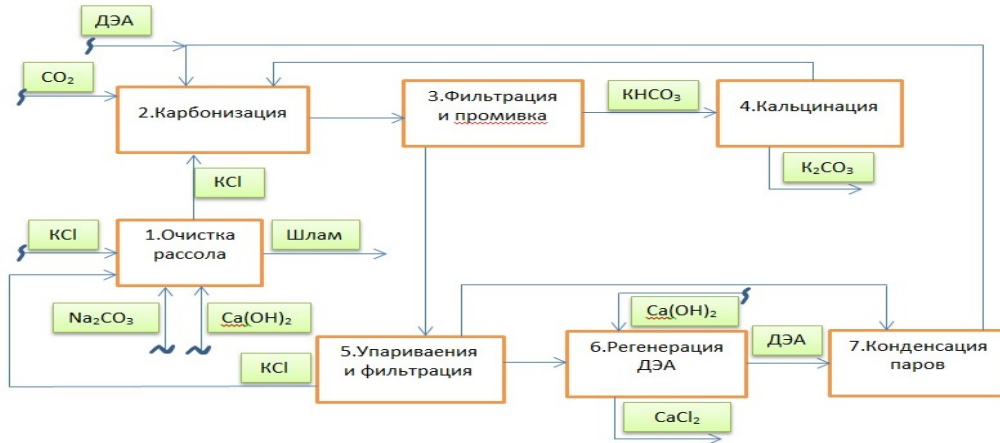 ДЭА
CO₂
2.Карбонизация
3.Фильтрация
и промивка
KHCO₃
4.Кальцинация
K₂CO₃
KCl
KCl
1.Очистка
рассола
Шлам
Na₂CO₃
Ca(OH)₂
Ca(OH)₂
KCl
5.Упариваения
и фильтрация
6.Регенерация
ДЭА
ДЭА
7.Конденсация
паров
CaCl₂